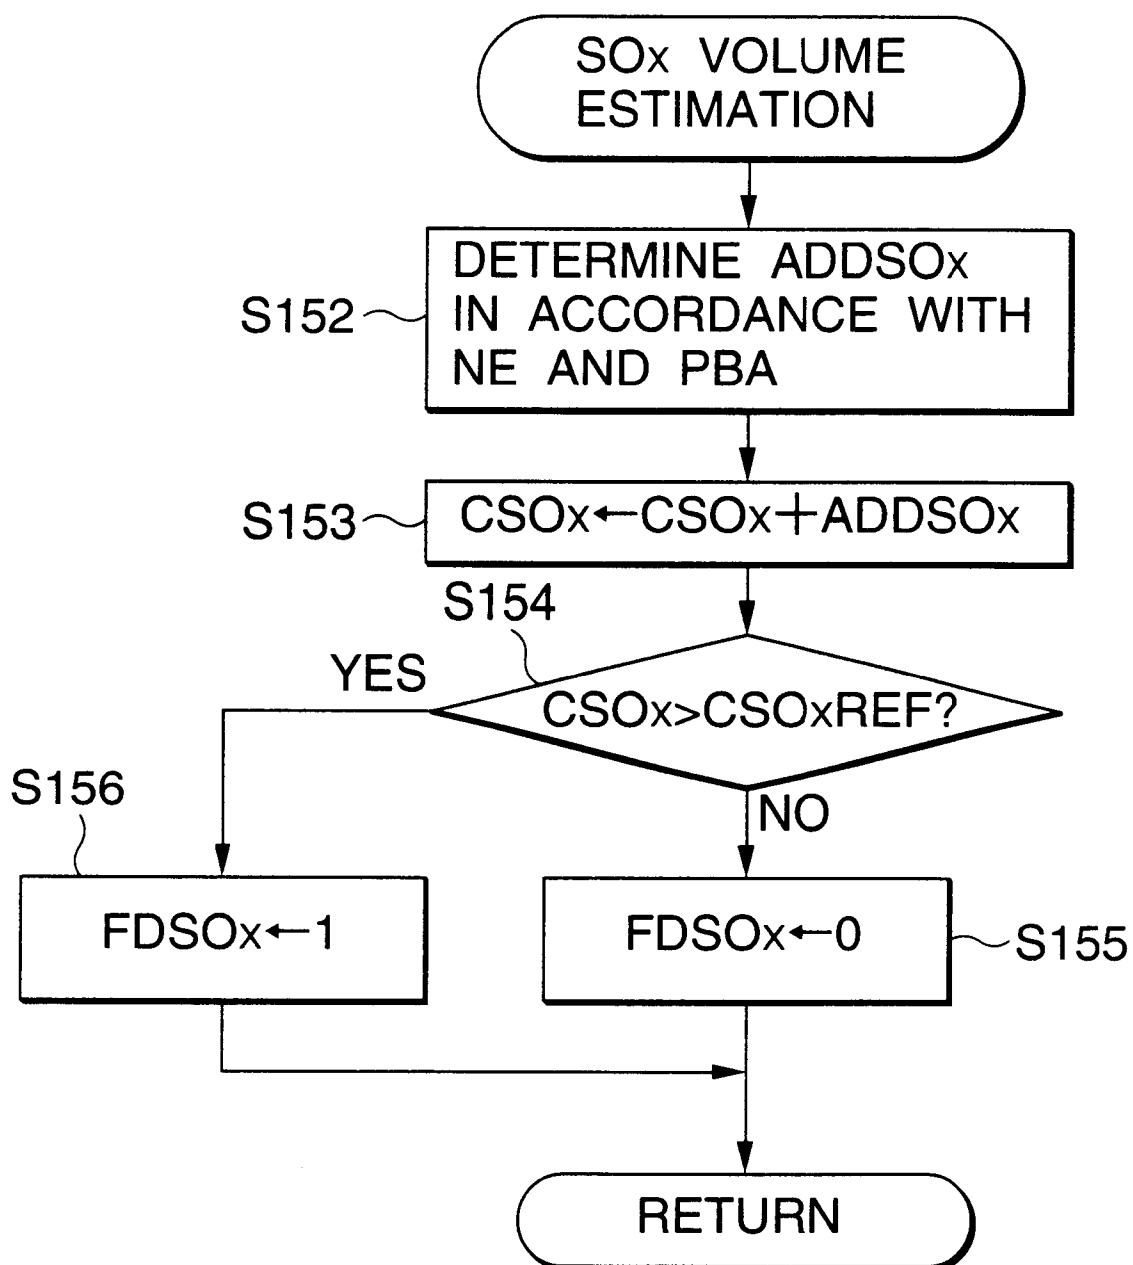 SOx VOLUME
ESTIMATION
DETERMINE ADDSOx
S152
IN ACCORDANCE WITH
NE AND PBA
S153
CSOx←CSOx+ADDSOx
S154
YES
CSOx>CSOxREF?
S156
NO
FDSOx←1
FDSOx←0
S155
RETURN